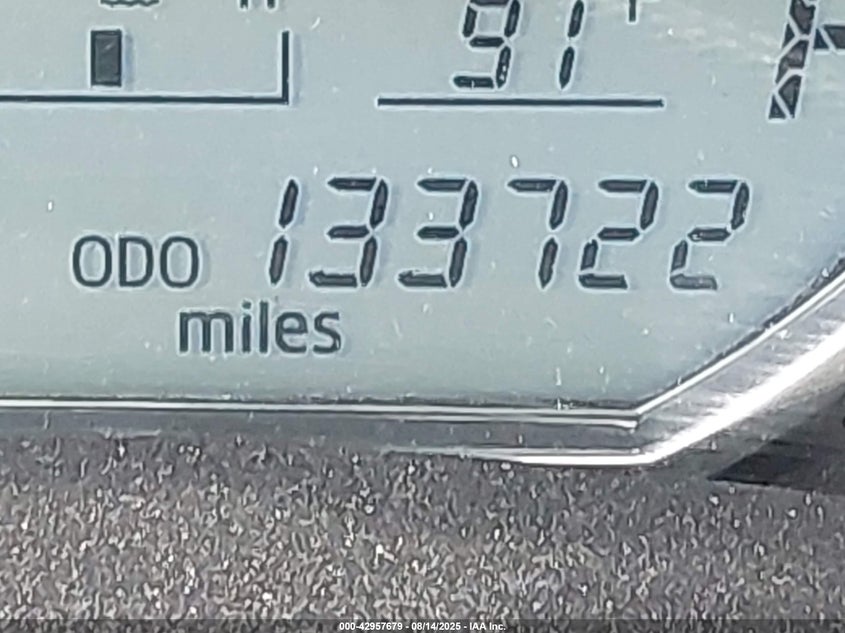 91
ODO 133722
miles
000-42957679 - 08/14/2025 - IAA Inc.